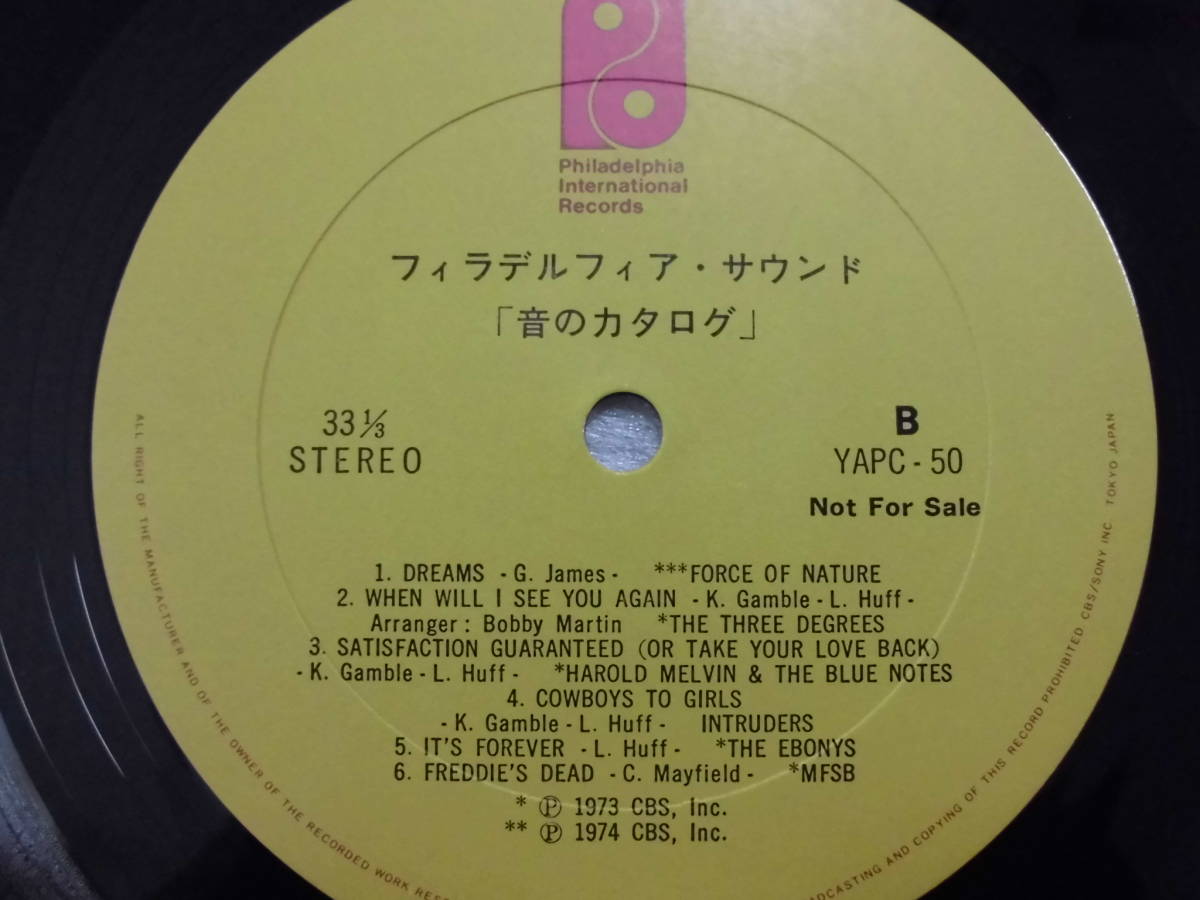 Philadelphia
International
Records
フィラデルフィア・サウンド
「音のカタログ」
33 1/3
STEREO
B
YAPC-50
Not For Sale
1. DREAMS - G. James - ***FORCE OF NATURE
2. WHEN WILL I SEE YOU AGAIN - K. Gamble - L. Huff -
Arranger: Bobby Martin *THE THREE DEGREES
3. SATISFACTION GUARANTEED (OR TAKE YOUR LOVE BACK)
- K. Gamble - L. Huff - *HAROLD MELVIN & THE BLUE NOTES
4. COWBOYS TO GIRLS
- K. Gamble - L. Huff - INTRUDERS
5. IT'S FOREVER - L. Huff - *THE EBONYS
6. FREDDIE'S DEAD - C. Mayfield - *MFSB
* Ⓟ 1973 CBS, Inc.
** Ⓟ 1974 CBS, Inc.
ALL RIGHT OF THE MANUFACTURER AND OF THE OWNER OF THE RECORDED WORK
AND COPYING OF THIS RECORD PROHIBITED CBS/SONY INC. TOKYO JAPAN